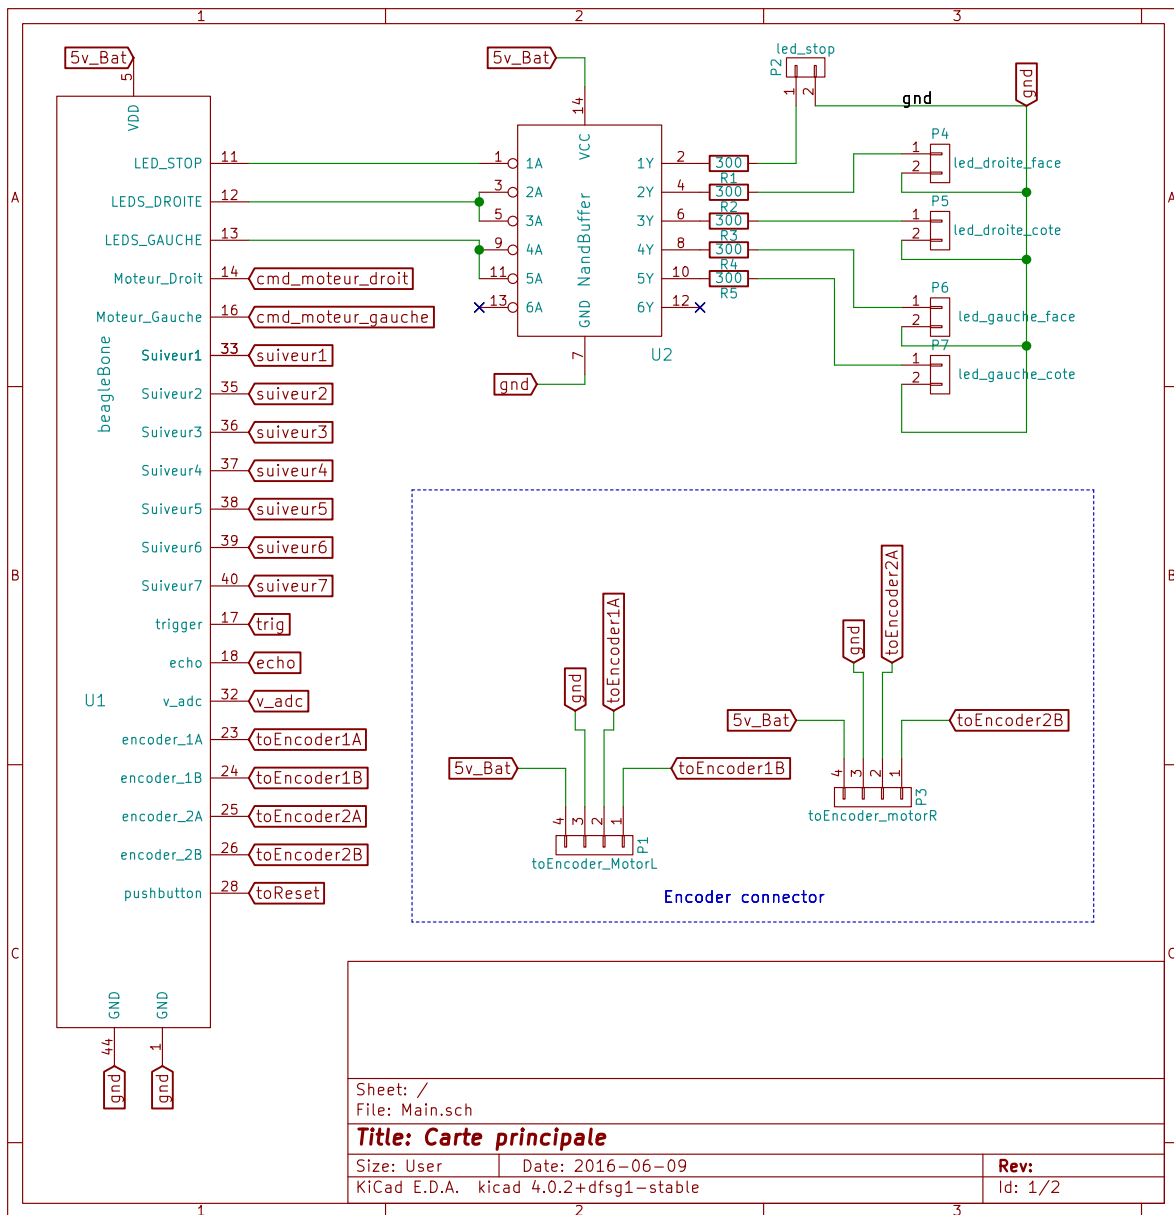 1 2 3
A B C
5v_Bat
5
VDD
LED_STOP 11
LEDS_DROITE 12
LEDS_GAUCHE 13
Moteur_Droit 14 cmd_moteur_droit
Moteur_Gauche 16 cmd_moteur_gauche
Suiveur1 33 suiveur1
Suiveur2 35 suiveur2
Suiveur3 36 suiveur3
Suiveur4 37 suiveur4
Suiveur5 38 suiveur5
Suiveur6 39 suiveur6
Suiveur7 40 suiveur7
trigger 17 trig
echo 18 echo
v_adc 32 v_adc
encoder_1A 23 toEncoder1A
encoder_1B 24 toEncoder1B
encoder_2A 25 toEncoder2A
encoder_2B 26 toEncoder2B
pushbutton 28 toReset
beagleBone
U1
GND GND
44 1
gnd gnd
5v_Bat
14
VCC
1 1A 1Y 2 300 R1
3 2A 2Y 4 300 R2
5 3A 3Y 6 300 R3
9 4A 4Y 8 300 R4
11 5A 5Y 10 300 R5
13 6A 6Y 12
NandBuffer
GND
7
U2
gnd
led_stop
P2
1 2
gnd
gnd
P4
1 2
led_droite_face
P5
1 2
led_droite_cote
P6
1 2
led_gauche_face
P7
1 2
led_gauche_cote
5v_Bat
gnd
toEncoder1A
toEncoder1B
4 3 2 1
P1
toEncoder_MotorL
5v_Bat
gnd
toEncoder2A
toEncoder2B
4 3 2 1
P3
toEncoder_motorR
Encoder connector
Sheet: /
File: Main.sch
Title: Carte principale
Size: User Date: 2016-06-09 Rev:
KiCad E.D.A. kicad 4.0.2+dfsg1-stable Id: 1/2
A B C
1 2 3